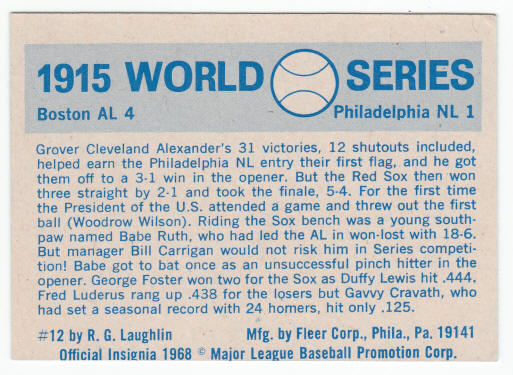 1915 WORLD SERIES
Boston AL 4 Philadelphia NL 1
Grover Cleveland Alexander's 31 victories, 12 shutouts included,
helped earn the Philadelphia NL entry their first flag, and he got
them off to a 3-1 win in the opener. But the Red Sox then won
three straight by 2-1 and took the finale, 5-4. For the first time
the President of the U.S. attended a game and threw out the first
ball (Woodrow Wilson). Riding the Sox bench was a young south-
paw named Babe Ruth, who had led the AL in won-lost with 18-6.
But manager Bill Carrigan would not risk him in Series competi-
tion! Babe got to bat once as an unsuccessful pinch hitter in the
opener. George Foster won two for the Sox as Duffy Lewis hit .444.
Fred Luderus rang up .438 for the losers but Gavvy Cravath, who
had set a seasonal record with 24 homers, hit only .125.
#12 by R. G. Laughlin Mfg. by Fleer Corp., Phila., Pa. 19141
Official Insignia 1968 © Major League Baseball Promotion Corp.